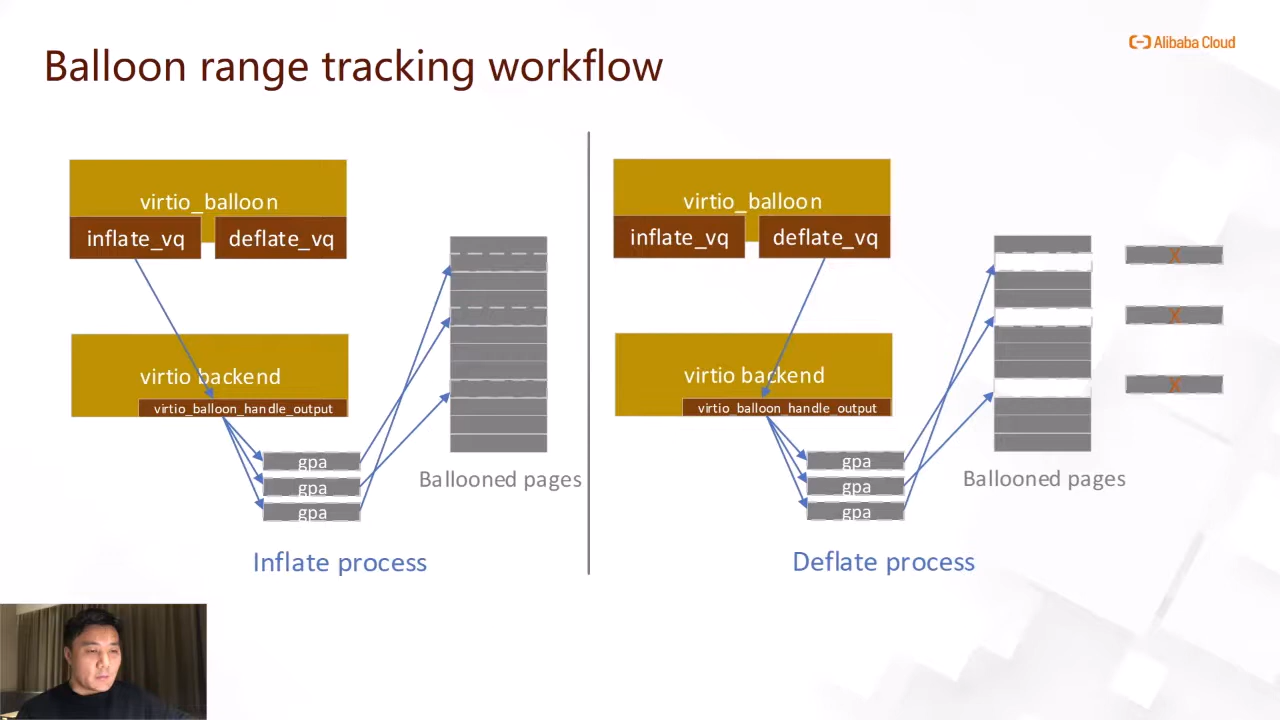 Balloon range tracking workflow
Alibaba Cloud
virtio_balloon
inflate_vq
deflate_vq
virtio backend
virtio_balloon_handle_output
gpa
gpa
gpa
Ballooned pages
Inflate process
virtio_balloon
inflate_vq
deflate_vq
virtio backend
virtio_balloon_handle_output
gpa
gpa
gpa
Ballooned pages
X
X
X
Deflate process